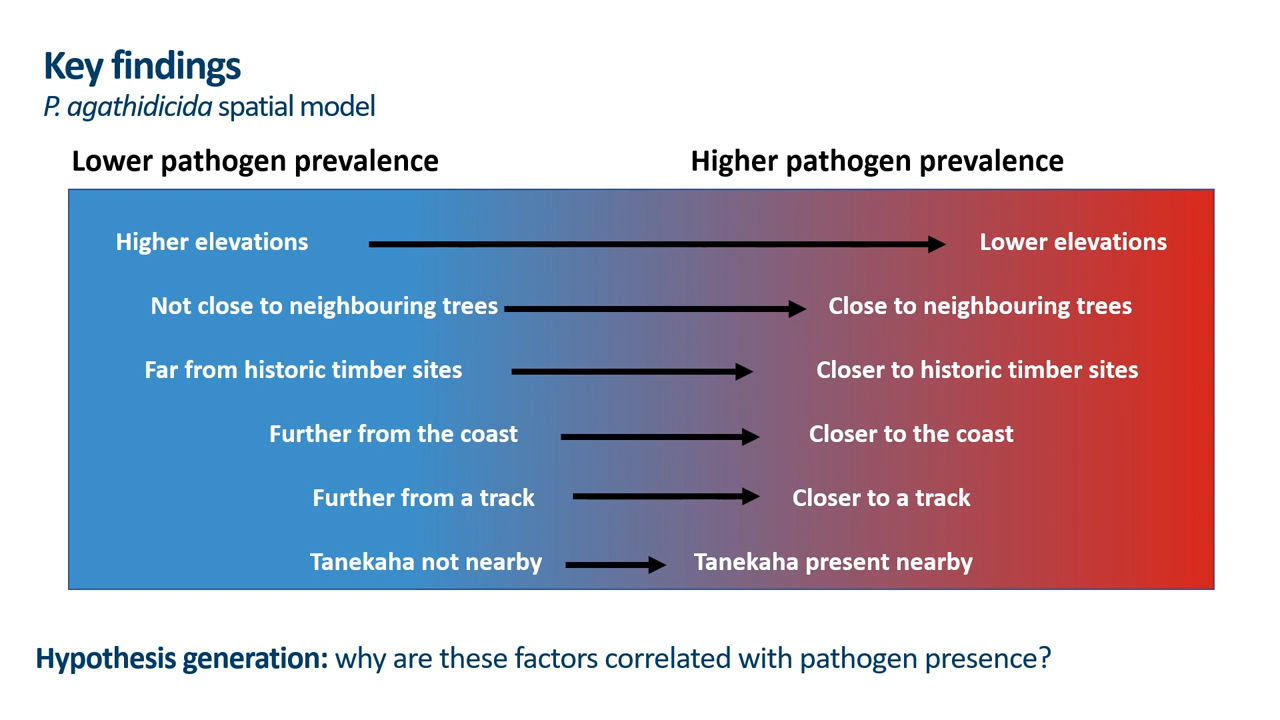 Key findings
P. agathidicida spatial model
Lower pathogen prevalence
Higher pathogen prevalence
Higher elevations
Lower elevations
Not close to neighbouring trees
Close to neighbouring trees
Far from historic timber sites
Closer to historic timber sites
Further from the coast
Closer to the coast
Further from a track
Closer to a track
Tanekaha not nearby
Tanekaha present nearby
Hypothesis generation: why are these factors correlated with pathogen presence?